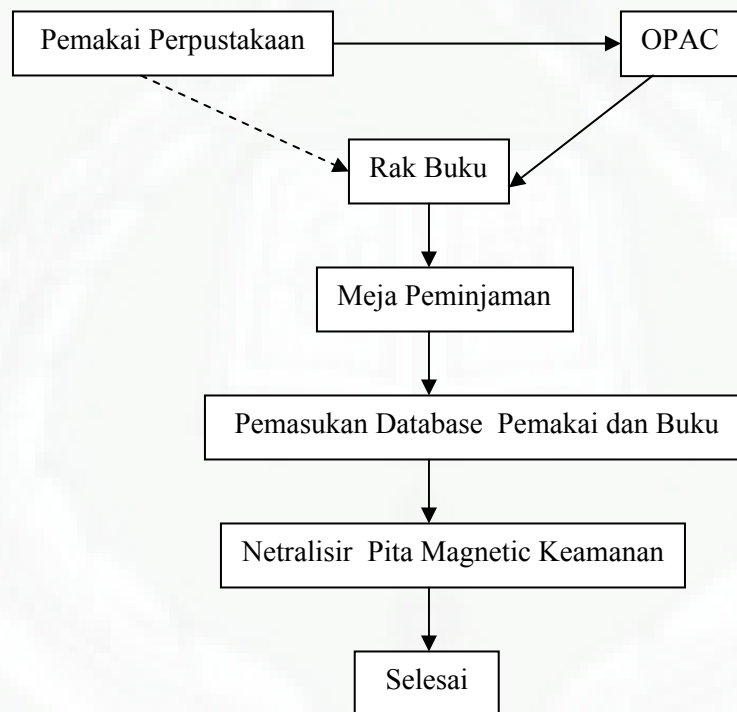 Pemakai Perpustakaan
OPAC
Rak Buku
Meja Peminjaman
Pemasukan Database Pemakai dan Buku
Netralisir Pita Magnetic Keamanan
Selesai